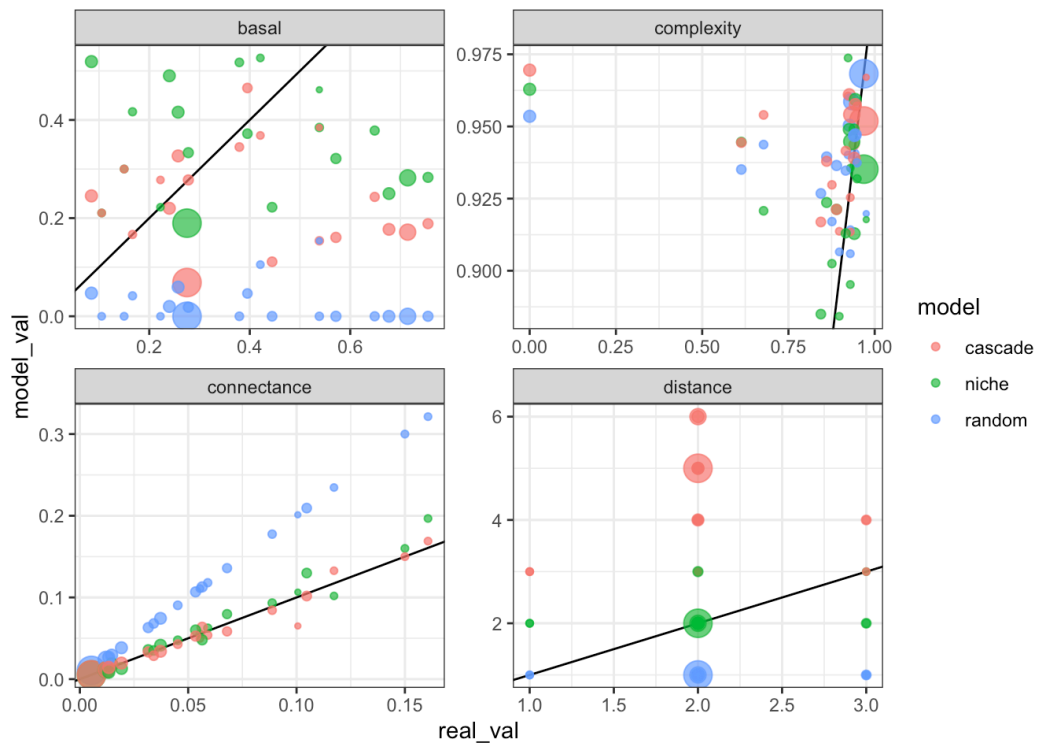 basal
complexity
0.4
0.2
0.0
0.2 0.4 0.6
0.975
0.950
0.925
0.900
0.00 0.25 0.50 0.75 1.00
connectance
distance
0.3
0.2
0.1
0.0
0.00 0.05 0.10 0.15
6
4
2
1.0 1.5 2.0 2.5 3.0
model_val
real_val
model
cascade
niche
random